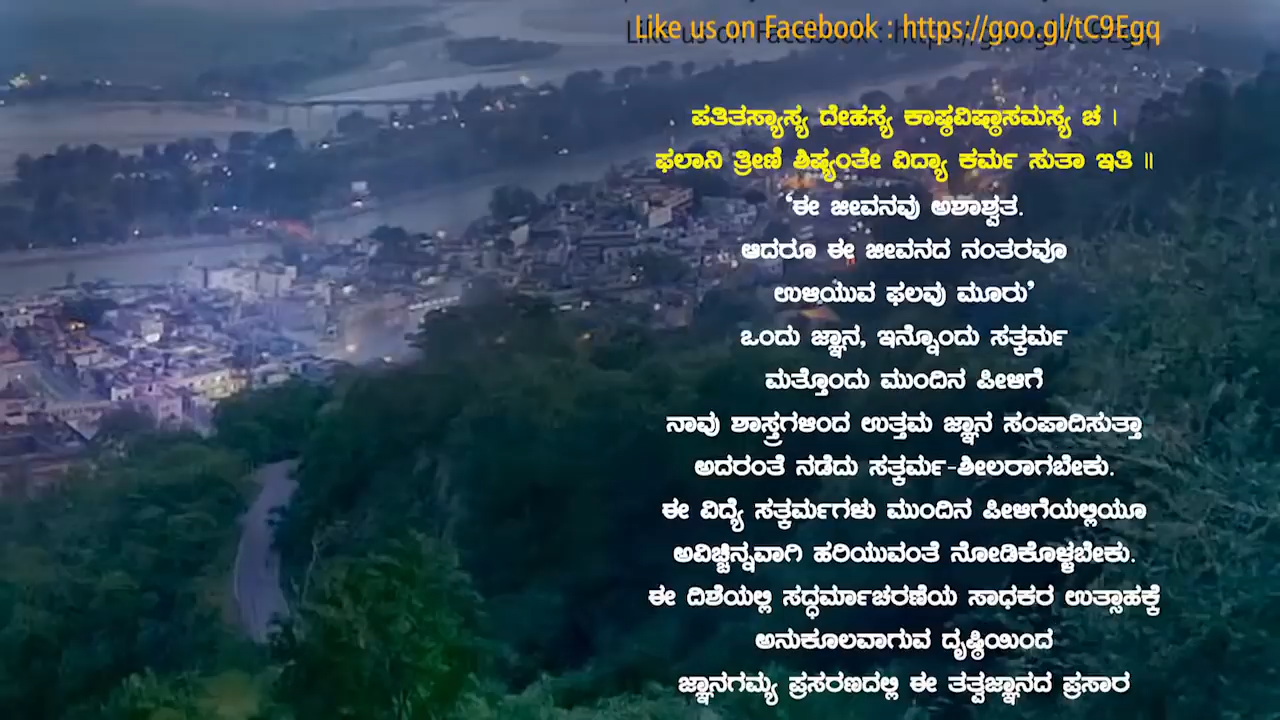 Like us on Facebook : https://goo.gl/tC9Egq
ಪತಿತಸ್ಯಾಸ್ಯ ದೇಹಸ್ಯ ಕಾಷ್ಠವಿಷ್ಠಾಸಮಸ್ಯ ಚ ।
ಫಲಾನಿ ತ್ರೀಣಿ ಶಿಷ್ಯಂತೇ ವಿದ್ಯಾ ಕರ್ಮ ಸುತಾ ಇತಿ ॥
‘ಈ ಜೀವನವು ಅಶಾಶ್ವತ.
ಆದರೂ ಈ ಜೀವನದ ನಂತರವೂ
ಉಳಿಯುವ ಫಲವು ಮೂರು’
ಒಂದು ಜ್ಞಾನ, ಇನ್ನೊಂದು ಸತ್ಕರ್ಮ
ಮತ್ತೊಂದು ಮುಂದಿನ ಪೀಳಿಗೆ
ನಾವು ಶಾಸ್ತ್ರಗಳಿಂದ ಉತ್ತಮ ಜ್ಞಾನ ಸಂಪಾದಿಸುತ್ತಾ
ಅದರಂತೆ ನಡೆದು ಸತ್ಕರ್ಮ-ಶೀಲರಾಗಬೇಕು.
ಈ ವಿದ್ಯೆ ಸತ್ಕರ್ಮಗಳು ಮುಂದಿನ ಪೀಳಿಗೆಯಲ್ಲಿಯೂ
ಅವಿಚ್ಛಿನ್ನವಾಗಿ ಹರಿಯುವಂತೆ ನೋಡಿಕೊಳ್ಳಬೇಕು.
ಈ ದಿಶೆಯಲ್ಲಿ ಸದ್ಧರ್ಮಾಚರಣೆಯ ಸಾಧಕರ ಉತ್ಸಾಹಕ್ಕೆ
ಅನುಕೂಲವಾಗುವ ದೃಷ್ಠಿಯಿಂದ
ಜ್ಞಾನಗಮ್ಯ ಪ್ರಸರಣದಲ್ಲಿ ಈ ತತ್ವಜ್ಞಾನದ ಪ್ರಸಾರ